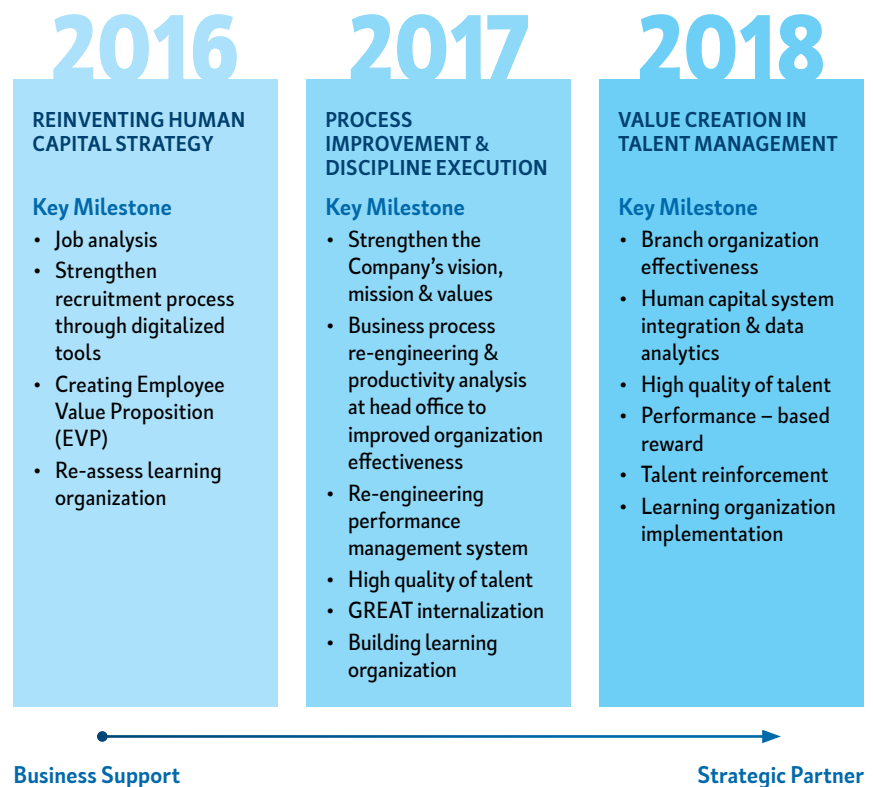 2016
REINVENTING HUMAN
CAPITAL STRATEGY
Key Milestone
• Job analysis
• Strengthen
recruitment process
through digitalized
tools
• Creating Employee
Value Proposition
(EVP)
• Re-assess learning
organization
2017
PROCESS
IMPROVEMENT &
DISCIPLINE EXECUTION
Key Milestone
• Strengthen the
Company’s vision,
mission & values
• Business process
re-engineering &
productivity analysis
at head office to
improved organization
effectiveness
• Re-engineering
performance
management system
• High quality of talent
• GREAT internalization
• Building learning
organization
2018
VALUE CREATION IN
TALENT MANAGEMENT
Key Milestone
• Branch organization
effectiveness
• Human capital system
integration & data
analytics
• High quality of talent
• Performance – based
reward
• Talent reinforcement
• Learning organization
implementation
Business Support
Strategic Partner